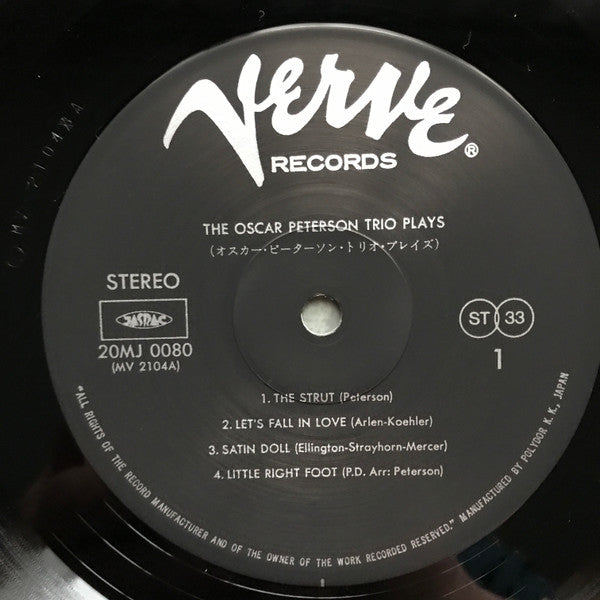 VERVE ®
RECORDS
THE OSCAR PETERSON TRIO PLAYS
(オスカー・ピーターソン・トリオ・プレイズ)
STEREO
JASRAC
20MJ 0080
(MV 2104A)
ST 33
1
1. THE STRUT (Peterson)
2. LET'S FALL IN LOVE (Arlen-Koehler)
3. SATIN DOLL (Ellington-Strayhorn-Mercer)
4. LITTLE RIGHT FOOT (P.D. Arr: Peterson)
"ALL RIGHTS OF THE RECORD MANUFACTURER AND OF THE OWNER OF THE WORK RECORDED RESERVED." MANUFACTURED BY POLYDOR K.K., JAPAN